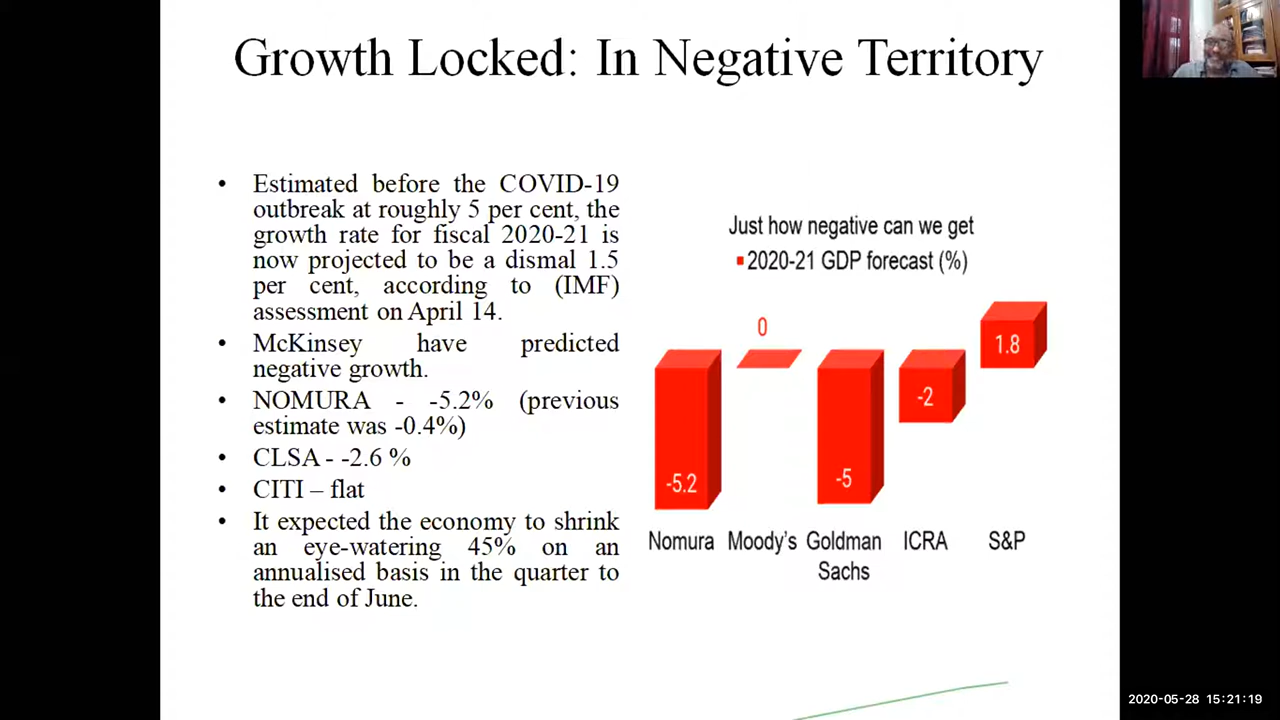 Growth Locked: In Negative Territory
• Estimated before the COVID-19
outbreak at roughly 5 per cent, the
growth rate for fiscal 2020-21 is
now projected to be a dismal 1.5
per cent, according to (IMF)
assessment on April 14.
• McKinsey have predicted
negative growth.
• NOMURA - -5.2% (previous
estimate was -0.4%)
• CLSA - -2.6 %
• CITI – flat
• It expected the economy to shrink
an eye-watering 45% on an
annualised basis in the quarter to
the end of June.
Just how negative can we get
2020-21 GDP forecast (%)
0
1.8
-2
-5.2
-5
Nomura Moody's Goldman ICRA S&P
Sachs
2020-05-28 15:21:19